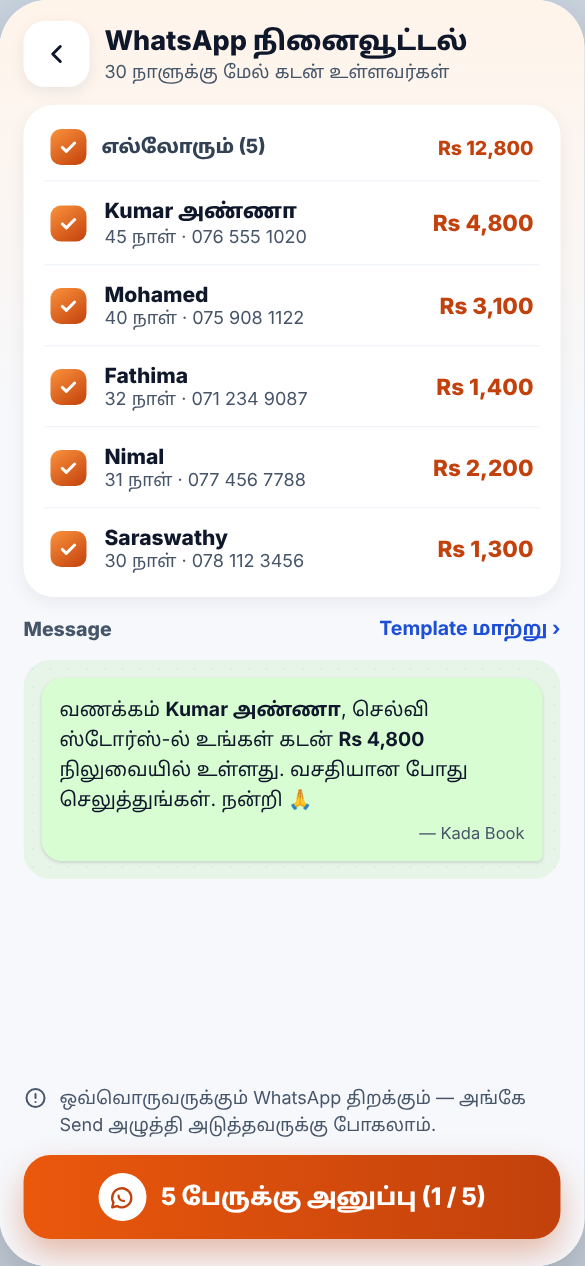 WhatsApp நினைவூட்டல்
30 நாளுக்கு மேல் கடன் உள்ளவர்கள்
எல்லோரும் (5) Rs 12,800
Kumar அண்ணா
45 நாள் · 076 555 1020 Rs 4,800
Mohamed
40 நாள் · 075 908 1122 Rs 3,100
Fathima
32 நாள் · 071 234 9087 Rs 1,400
Nimal
31 நாள் · 077 456 7788 Rs 2,200
Saraswathy
30 நாள் · 078 112 3456 Rs 1,300
Message Template மாற்று ›
வணக்கம் Kumar அண்ணா, செல்வி
ஸ்டோர்ஸ்-ல் உங்கள் கடன் Rs 4,800
நிலுவையில் உள்ளது. வசதியான போது
செலுத்துங்கள். நன்றி 🙏
— Kada Book
ஒவ்வொருவருக்கும் WhatsApp திறக்கும் — அங்கே
Send அழுத்தி அடுத்தவருக்கு போகலாம்.
5 பேருக்கு அனுப்பு (1 / 5)